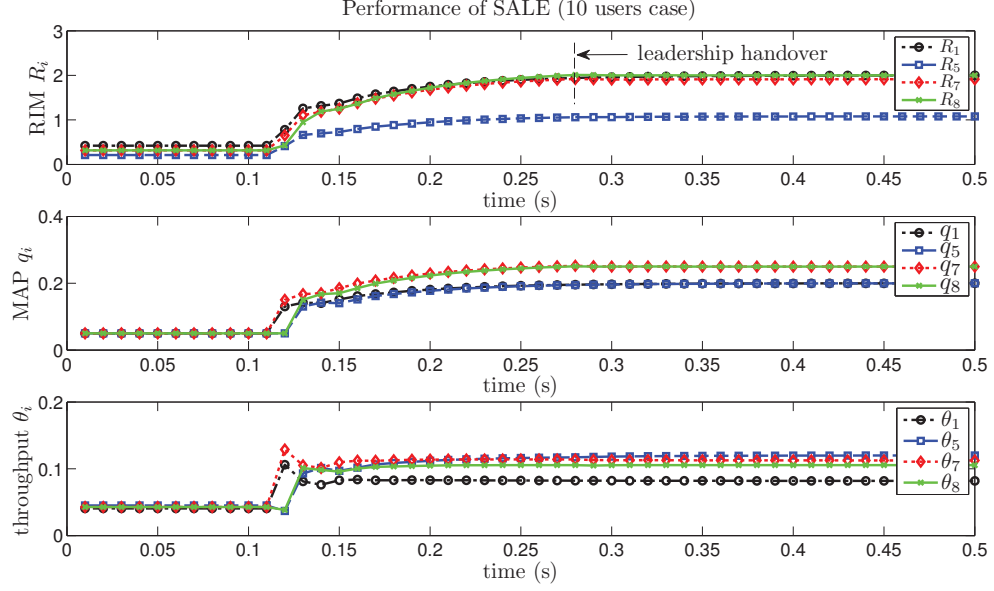 Performance of SALE (10 users case)
RIM R_i
3
2
1
0
leadership handover
R_1
R_5
R_7
R_8
0 0.05 0.1 0.15 0.2 0.25 0.3 0.35 0.4 0.45 0.5
time (s)
MAP q_i
0.4
0.2
0
q_1
q_5
q_7
q_8
0 0.05 0.1 0.15 0.2 0.25 0.3 0.35 0.4 0.45 0.5
time (s)
throughput θ_i
0.2
0.1
0
θ_1
θ_5
θ_7
θ_8
0 0.05 0.1 0.15 0.2 0.25 0.3 0.35 0.4 0.45 0.5
time (s)